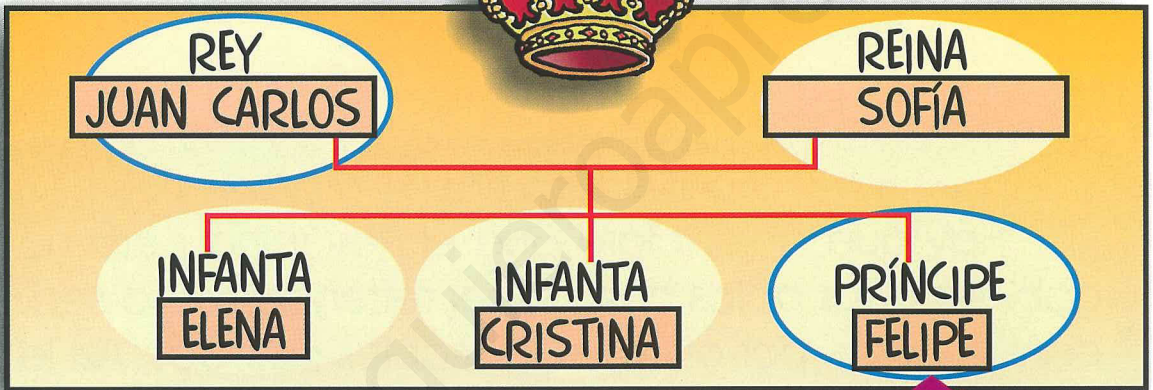 REY
JUAN CARLOS
REINA
SOFÍA
INFANTA
ELENA
INFANTA
CRISTINA
PRÍNCIPE
FELIPE